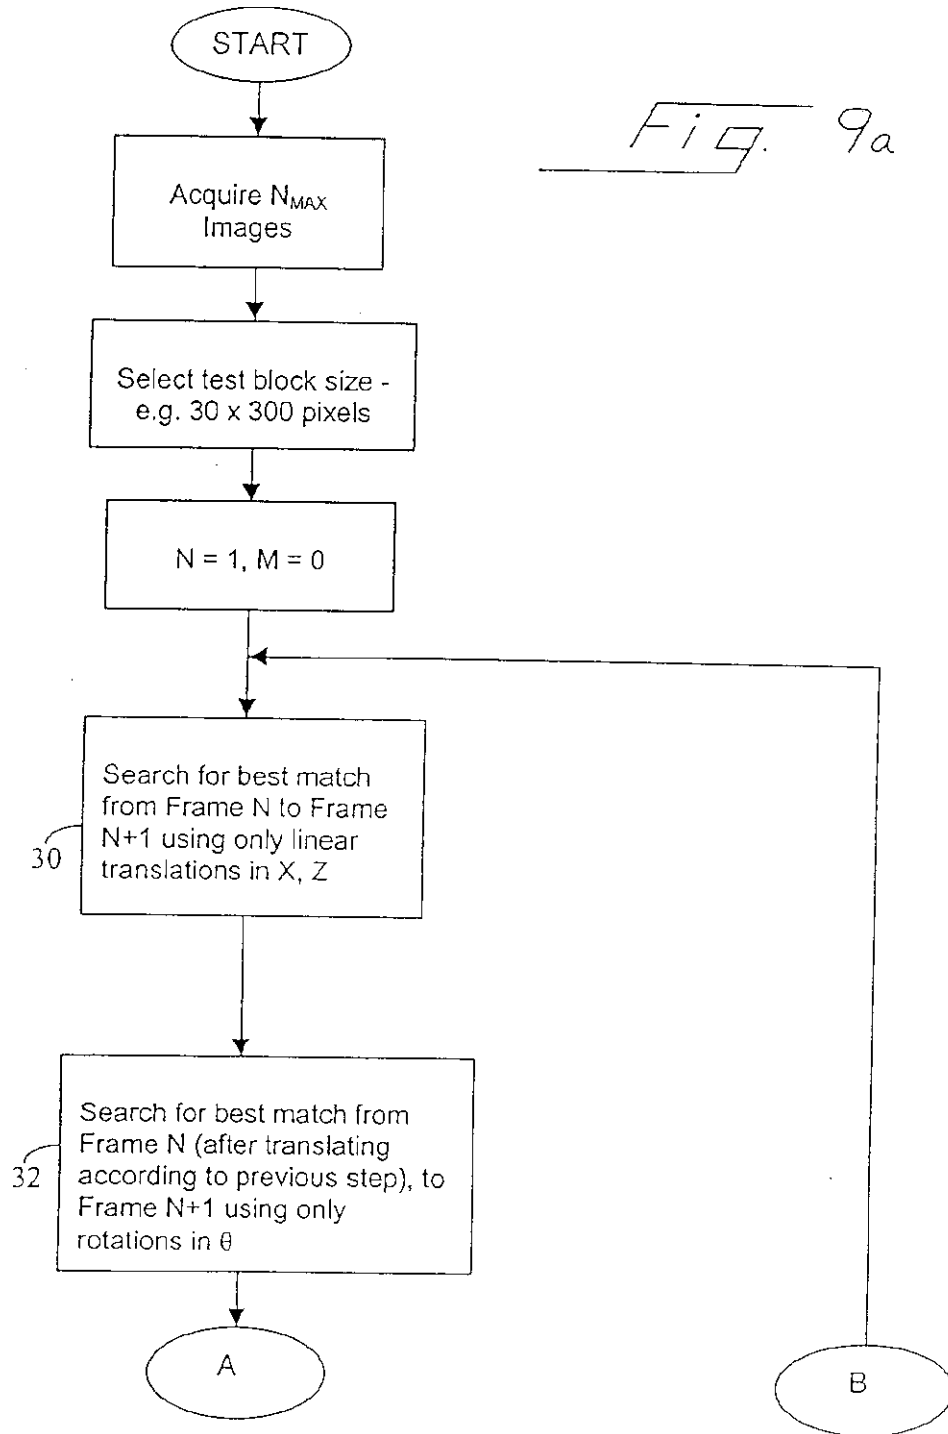 START
Fig. 9a
Acquire NMAX
Images
Select test block size -
e.g. 30 x 300 pixels
N = 1, M = 0
Search for best match
from Frame N to Frame
N+1 using only linear
translations in X, Z
30
Search for best match from
Frame N (after translating
according to previous step), to
Frame N+1 using only
rotations in θ
32
A
B